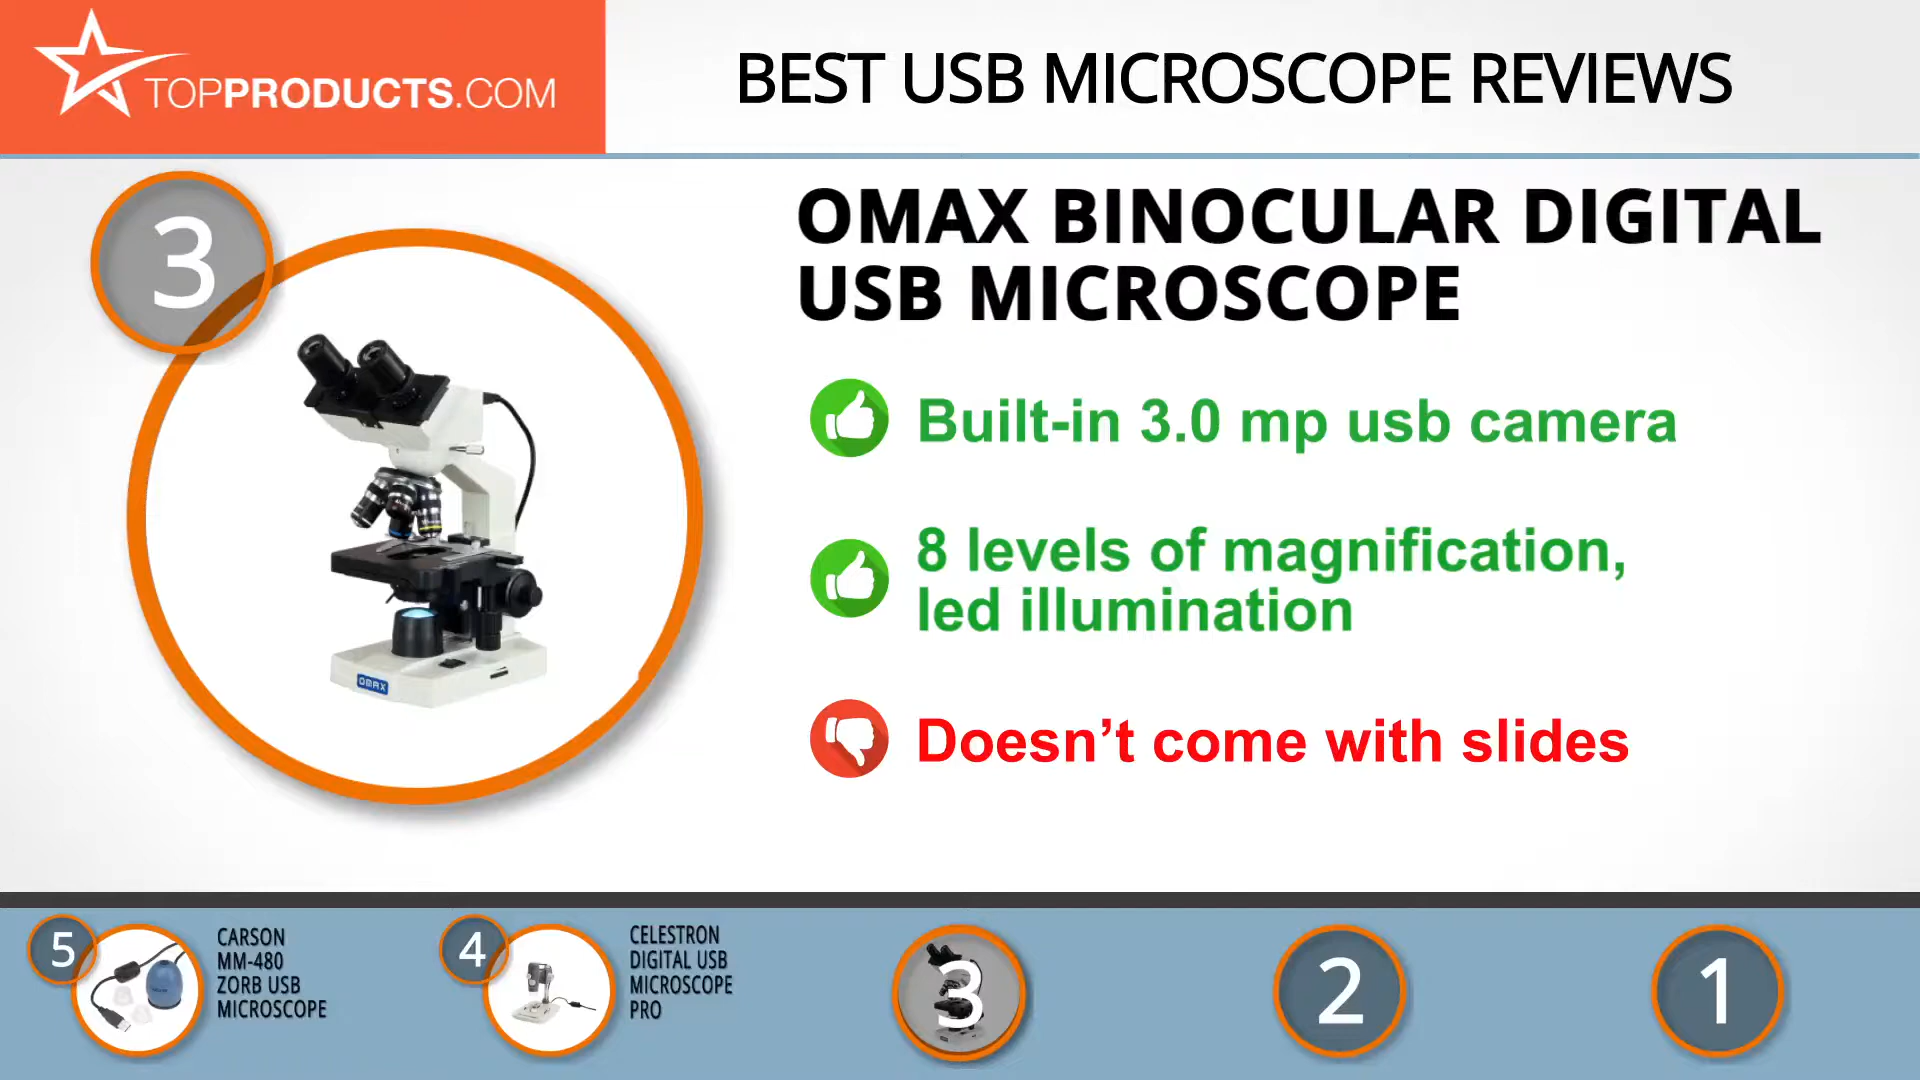 TOPPRODUCTS.COM
BEST USB MICROSCOPE REVIEWS
3
OMAX BINOCULAR DIGITAL
USB MICROSCOPE
Built-in 3.0 mp usb camera
8 levels of magnification,
led illumination
Doesn’t come with slides
OMAX
5
CARSON
MM-480
ZORB USB
MICROSCOPE
4
CELESTRON
DIGITAL USB
MICROSCOPE
PRO
3
2
1